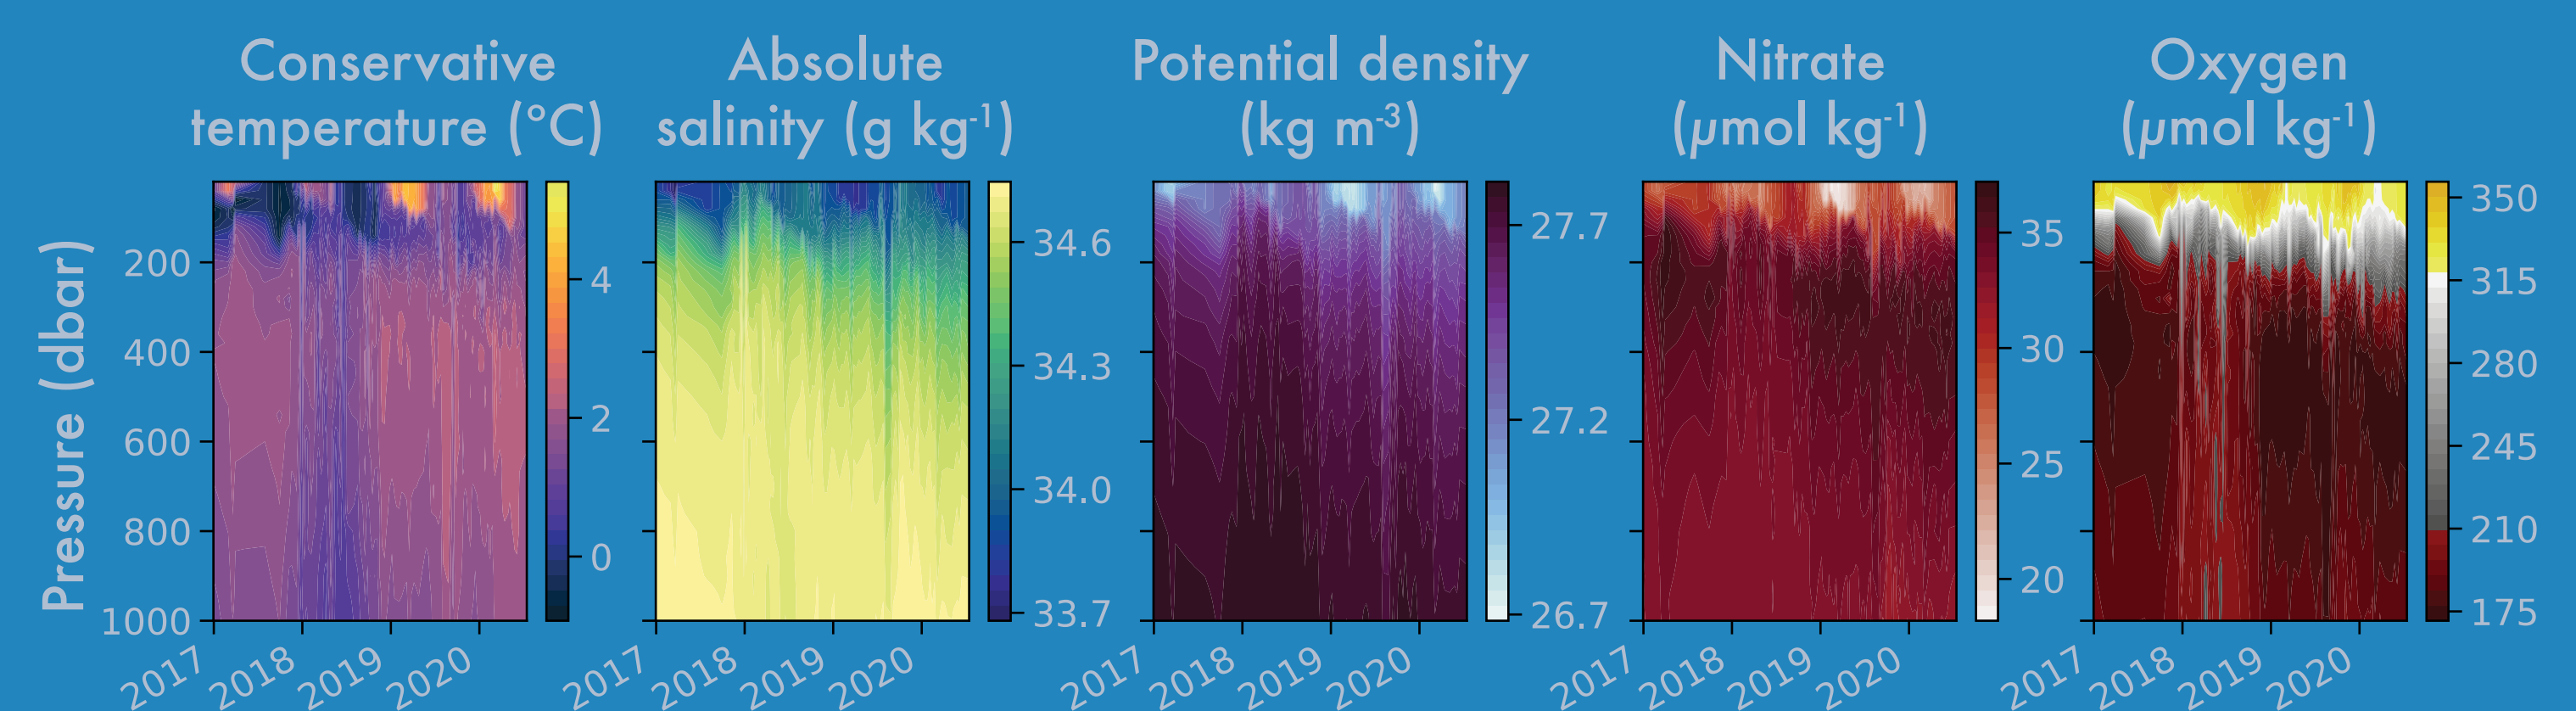 Conservative
temperature (°C)
Absolute
salinity (g kg-1)
Potential density
(kg m-3)
Nitrate
(µmol kg-1)
Oxygen
(µmol kg-1)
Pressure (dbar)
200
400
600
800
1000
2017 2018 2019 2020
4
2
0
2017 2018 2019 2020
34.6
34.3
34.0
33.7
2017 2018 2019 2020
27.7
27.2
26.7
2017 2018 2019 2020
35
30
25
20
2017 2018 2019 2020
350
315
280
245
210
175